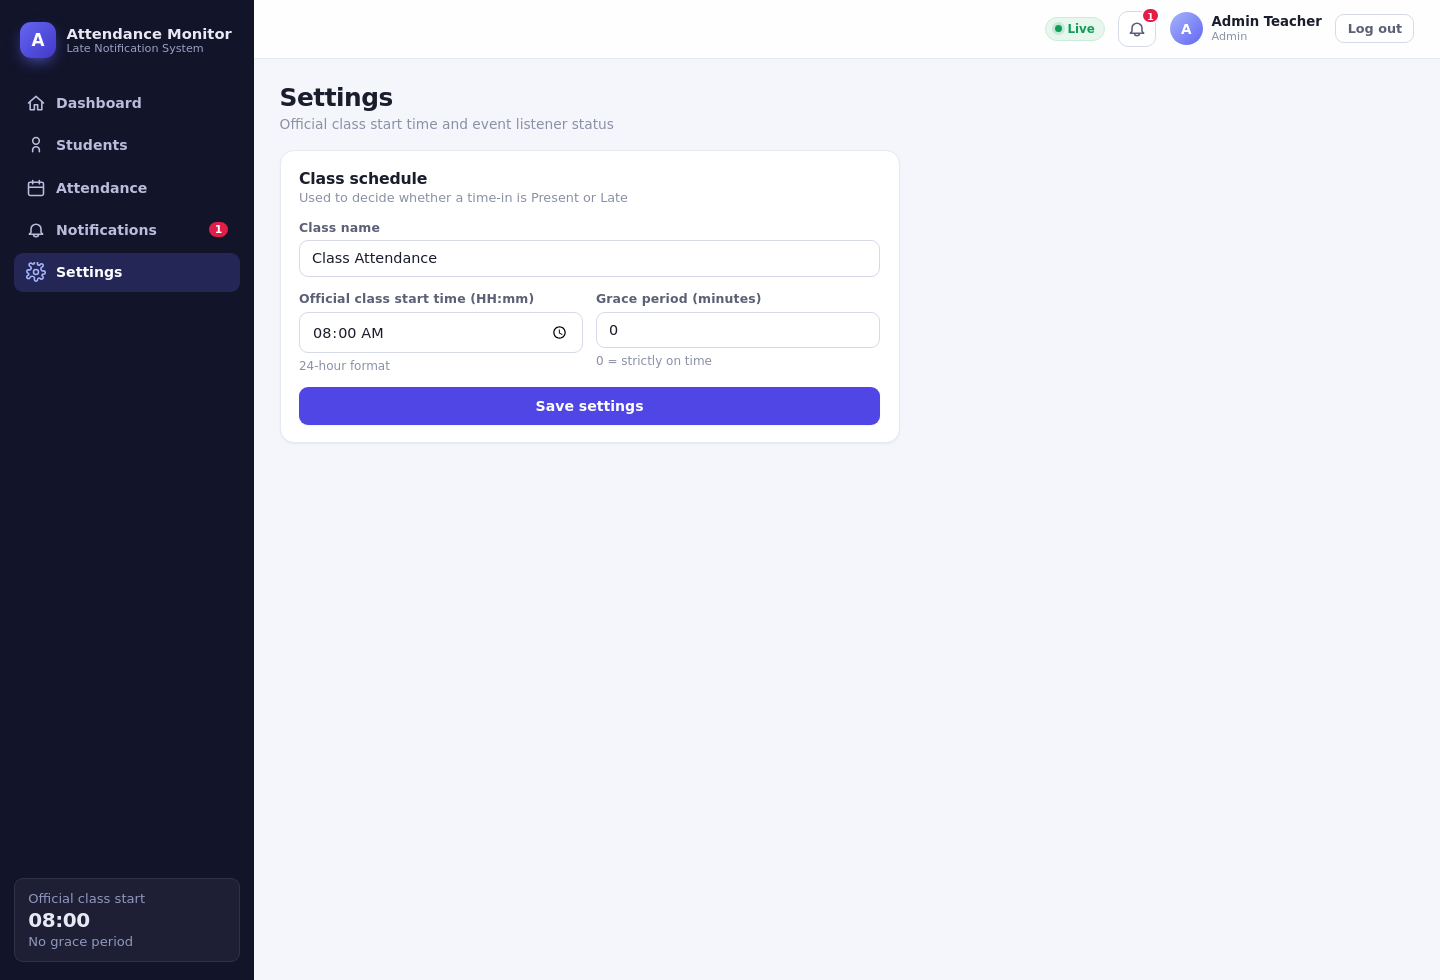 A
Attendance Monitor
Late Notification System
Dashboard
Students
Attendance
Notifications 1
Settings
Official class start
08:00
No grace period
Live
1
A
Admin Teacher
Admin
Log out
Settings
Official class start time and event listener status
Class schedule
Used to decide whether a time-in is Present or Late
Class name
Class Attendance
Official class start time (HH:mm)
08:00 AM
24-hour format
Grace period (minutes)
0
0 = strictly on time
Save settings